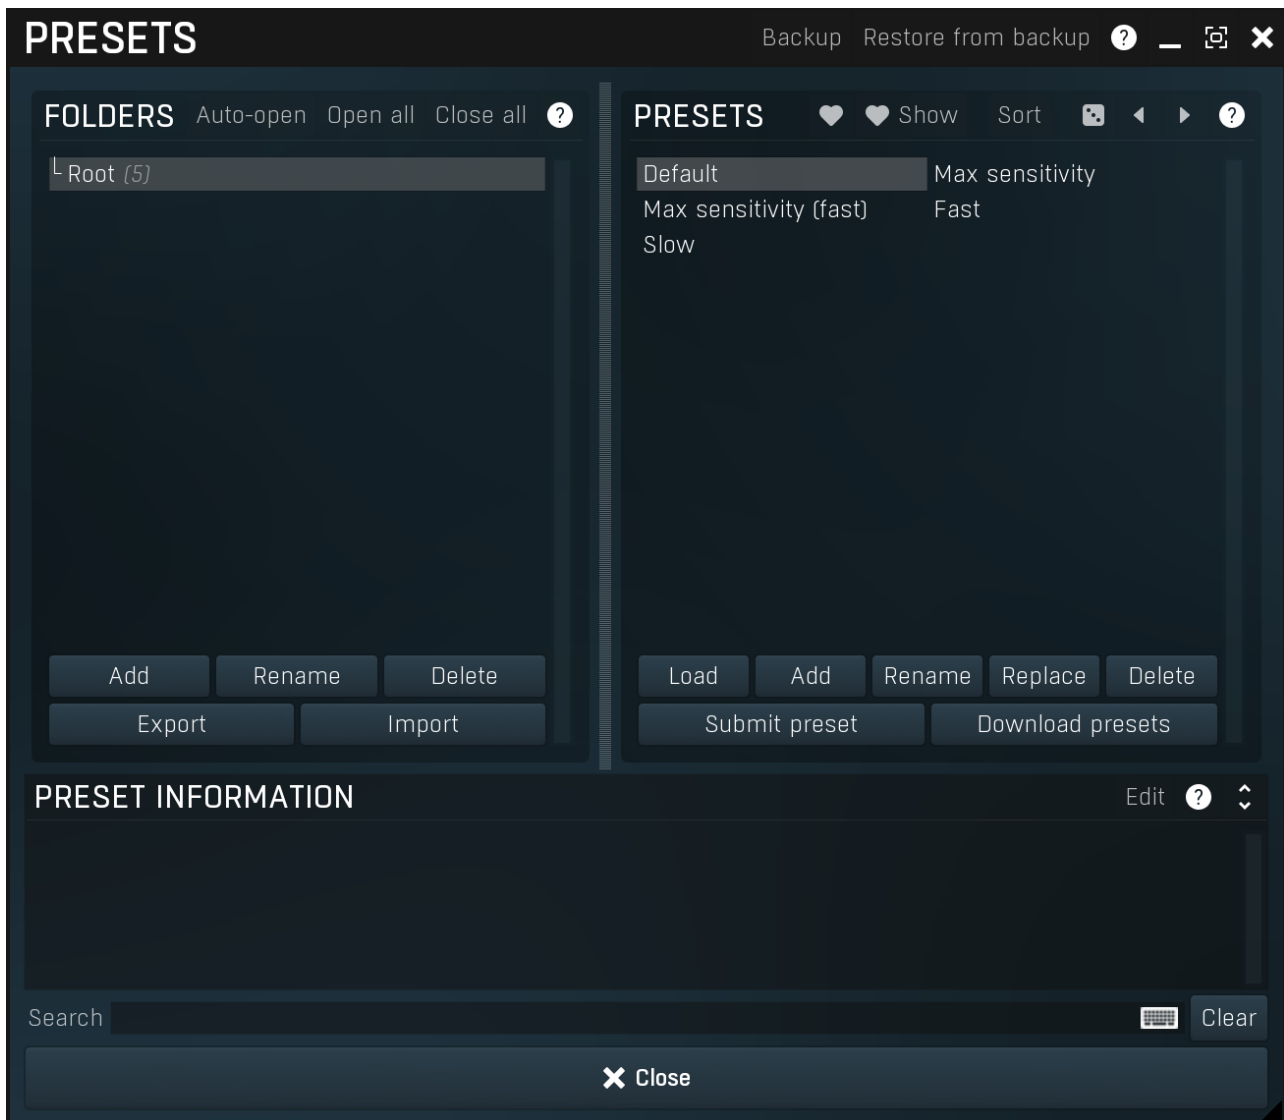 PRESETS Backup Restore from backup ?
FOLDERS Auto-open Open all Close all ?
PRESETS Show Sort ?
Root (5)
Default Max sensitivity
Max sensitivity (fast) Fast
Slow
Add Rename Delete
Load Add Rename Replace Delete
Export Import
Submit preset Download presets
PRESET INFORMATION Edit ?
Search Clear
Close